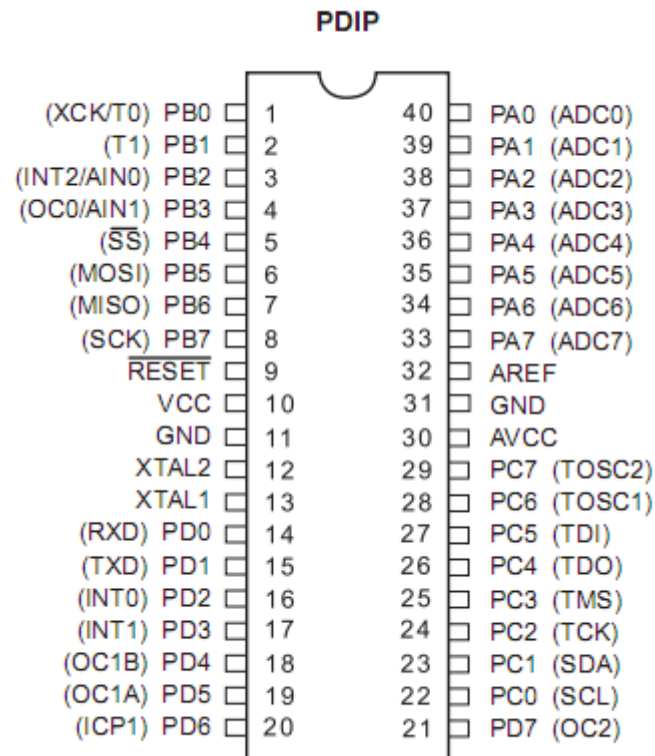 PDIP
(XCK/T0) PB0 1 40 PA0 (ADC0)
(T1) PB1 2 39 PA1 (ADC1)
(INT2/AIN0) PB2 3 38 PA2 (ADC2)
(OC0/AIN1) PB3 4 37 PA3 (ADC3)
(SS) PB4 5 36 PA4 (ADC4)
(MOSI) PB5 6 35 PA5 (ADC5)
(MISO) PB6 7 34 PA6 (ADC6)
(SCK) PB7 8 33 PA7 (ADC7)
RESET 9 32 AREF
VCC 10 31 GND
GND 11 30 AVCC
XTAL2 12 29 PC7 (TOSC2)
XTAL1 13 28 PC6 (TOSC1)
(RXD) PD0 14 27 PC5 (TDI)
(TXD) PD1 15 26 PC4 (TDO)
(INT0) PD2 16 25 PC3 (TMS)
(INT1) PD3 17 24 PC2 (TCK)
(OC1B) PD4 18 23 PC1 (SDA)
(OC1A) PD5 19 22 PC0 (SCL)
(ICP1) PD6 20 21 PD7 (OC2)